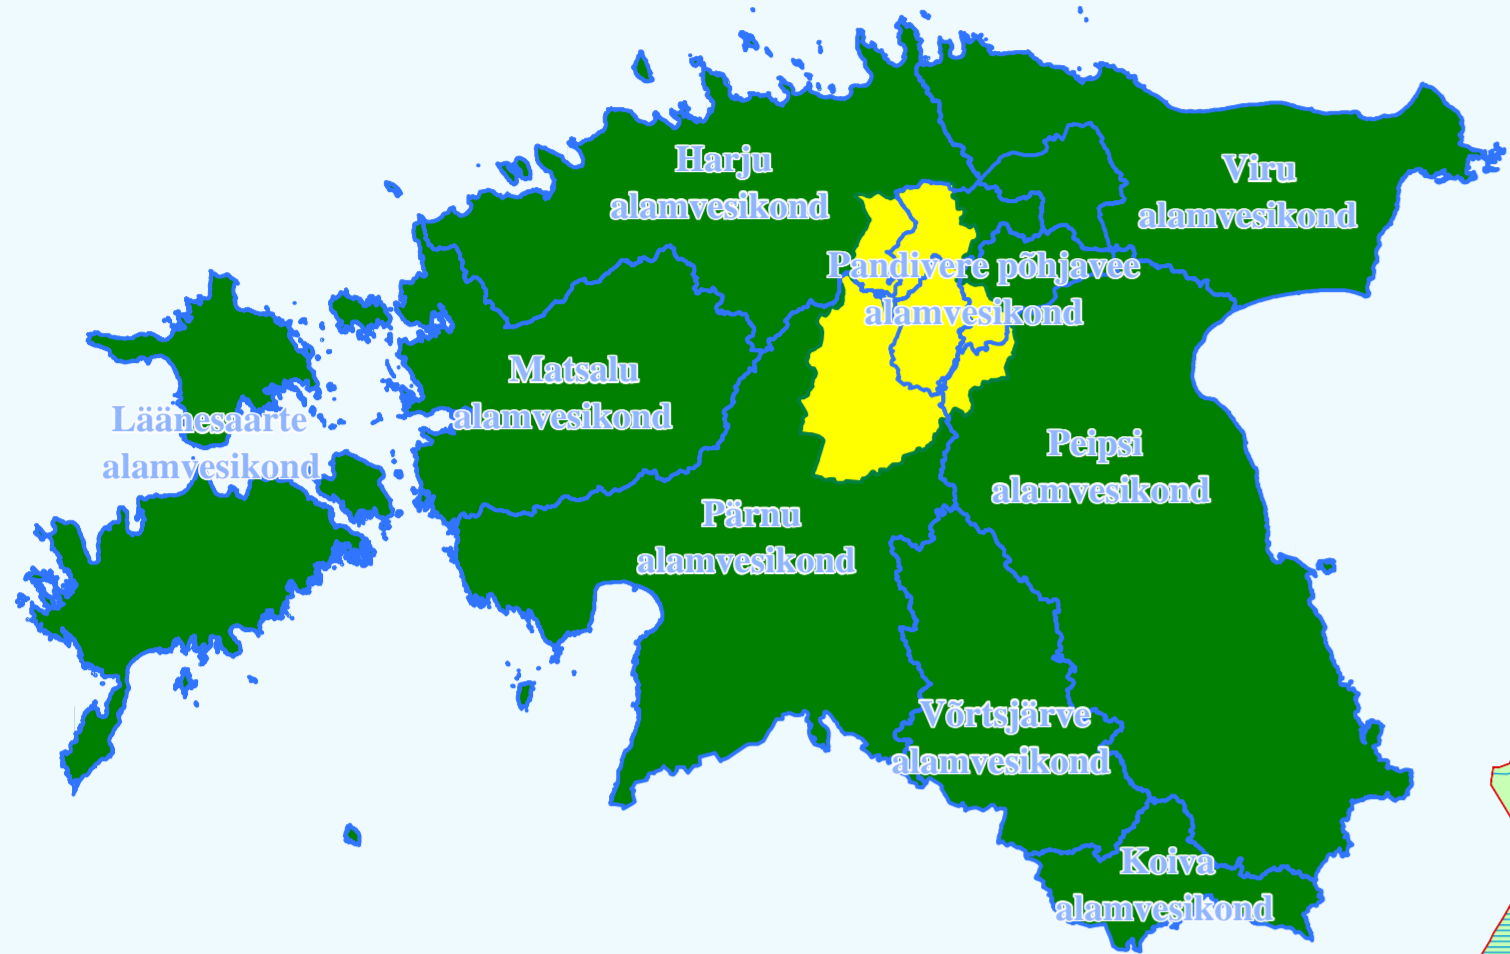 Harju
alamvesikond
Viru
alamvesikond
Pandivere põhjavee
alamvesikond
Matsalu
alamvesikond
Läänesaarte
alamvesikond
Peipsi
alamvesikond
Pärnu
alamvesikond
Võrtsjärve
alamvesikond
Koiva
alamvesikond